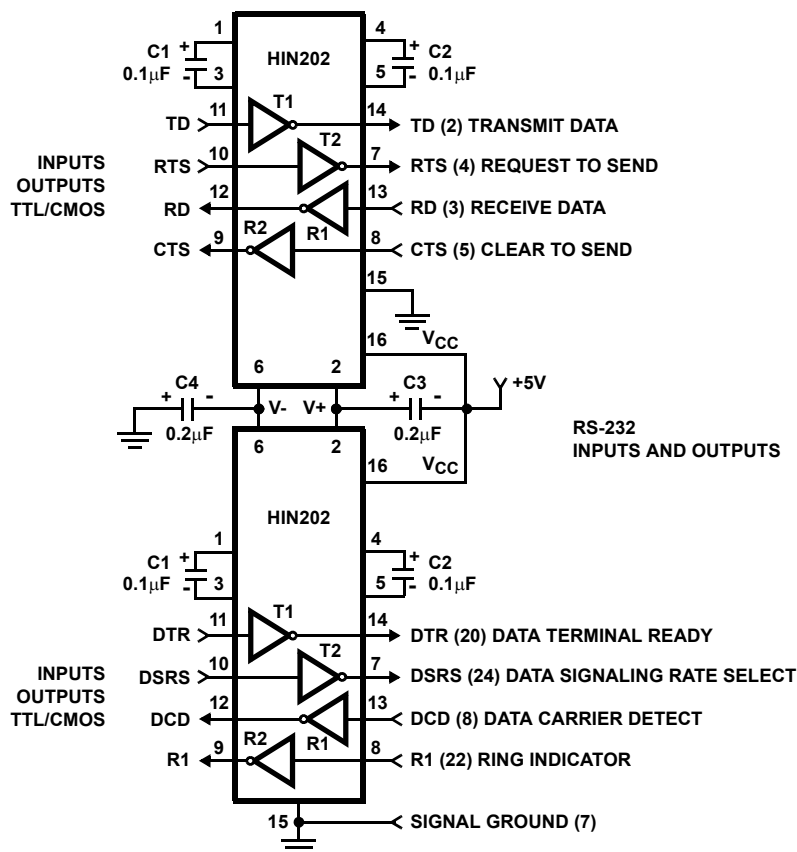 1
4
C1
+
HIN202
+
C2
0.1μF
-
3
5
-
0.1μF
T1
11
14
TD
TD (2) TRANSMIT DATA
T2
INPUTS
OUTPUTS
TTL/CMOS
10
7
RTS
RTS (4) REQUEST TO SEND
12
13
RD
RD (3) RECEIVE DATA
R2
R1
9
8
CTS
CTS (5) CLEAR TO SEND
15
16
VCC
6
2
+5V
C4
+
-
V-
V+
C3
+
-
0.2μF
0.2μF
RS-232
INPUTS AND OUTPUTS
6
2
16
VCC
HIN202
1
4
C1
+
+
C2
0.1μF
-
3
5
-
0.1μF
T1
11
14
DTR
DTR (20) DATA TERMINAL READY
T2
INPUTS
OUTPUTS
TTL/CMOS
10
7
DSRS
DSRS (24) DATA SIGNALING RATE SELECT
12
13
DCD
DCD (8) DATA CARRIER DETECT
R2
R1
9
8
R1
R1 (22) RING INDICATOR
15
SIGNAL GROUND (7)